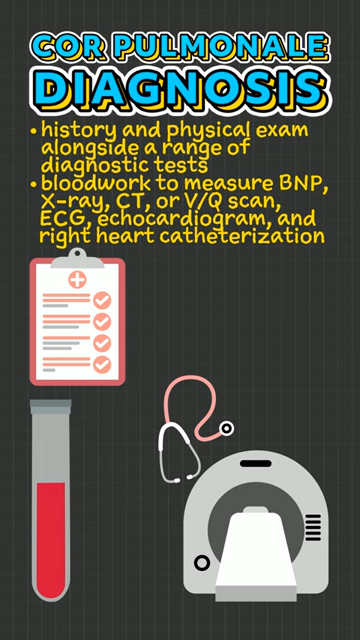 COR PULMONALE
DIAGNOSIS
• history and physical exam
alongside a range of
diagnostic tests
• bloodwork to measure BNP,
X-ray, CT, or V/Q scan,
ECG, echocardiogram, and
right heart catheterization